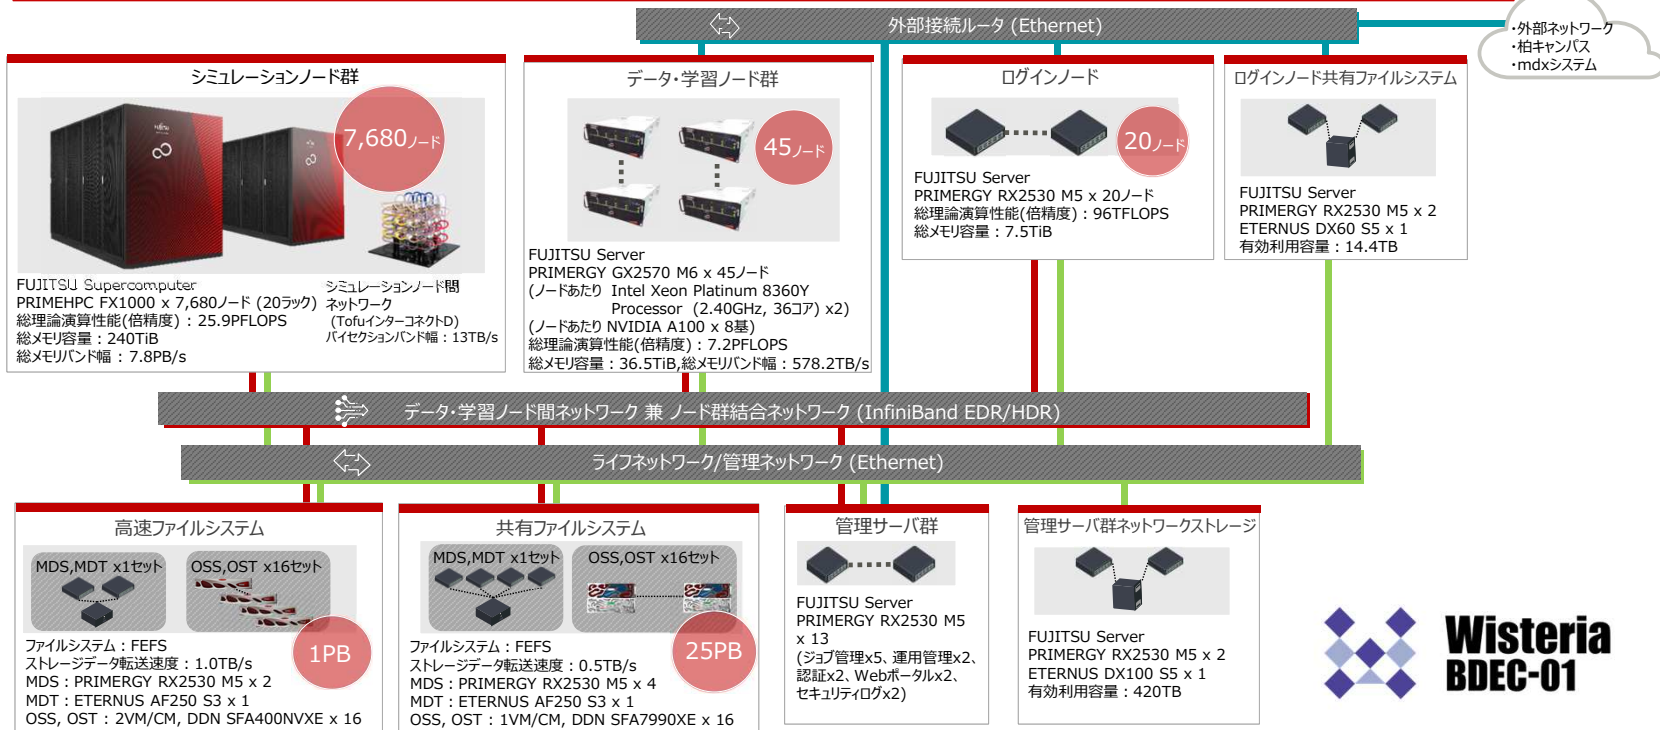 外部接続ルータ (Ethernet)
・外部ネットワーク
・柏キャンパス
・mdxシステム
シミュレーションノード群
7,680ノード
FUJITSU Supercomputer
PRIMEHPC FX1000 x 7,680ノード (20ラック)
総理論演算性能(倍精度) : 25.9PFLOPS
総メモリ容量 : 240TiB
総メモリバンド幅 : 7.8PB/s
シミュレーションノード間
ネットワーク
(TofuインターコネクトD)
バイセクションバンド幅 : 13TB/s
データ・学習ノード群
45ノード
FUJITSU Server
PRIMERGY GX2570 M6 x 45ノード
(ノードあたり Intel Xeon Platinum 8360Y
Processor (2.40GHz, 36コア) x2)
(ノードあたり NVIDIA A100 x 8基)
総理論演算性能(倍精度) : 7.2PFLOPS
総メモリ容量 : 36.5TiB,総メモリバンド幅 : 578.2TB/s
ログインノード
20ノード
FUJITSU Server
PRIMERGY RX2530 M5 x 20ノード
総理論演算性能(倍精度) : 96TFLOPS
総メモリ容量 : 7.5TiB
ログインノード共有ファイルシステム
FUJITSU Server
PRIMERGY RX2530 M5 x 2
ETERNUS DX60 S5 x 1
有効利用容量 : 14.4TB
データ・学習ノード間ネットワーク 兼 ノード群結合ネットワーク (InfiniBand EDR/HDR)
ライフネットワーク/管理ネットワーク (Ethernet)
高速ファイルシステム
MDS,MDT x1セット
OSS,OST x16セット
1PB
ファイルシステム : FEFS
ストレージデータ転送速度 : 1.0TB/s
MDS : PRIMERGY RX2530 M5 x 2
MDT : ETERNUS AF250 S3 x 1
OSS, OST : 2VM/CM, DDN SFA400NVXE x 16
共有ファイルシステム
MDS,MDT x1セット
OSS,OST x16セット
25PB
ファイルシステム : FEFS
ストレージデータ転送速度 : 0.5TB/s
MDS : PRIMERGY RX2530 M5 x 4
MDT : ETERNUS AF250 S3 x 1
OSS, OST : 1VM/CM, DDN SFA7990XE x 16
管理サーバ群
FUJITSU Server
PRIMERGY RX2530 M5
x 13
(ジョブ管理x5、運用管理x2、
認証x2、Webポータルx2、
セキュリティログx2)
管理サーバ群ネットワークストレージ
FUJITSU Server
PRIMERGY RX2530 M5 x 2
ETERNUS DX100 S5 x 1
有効利用容量 : 420TB
Wisteria
BDEC-01